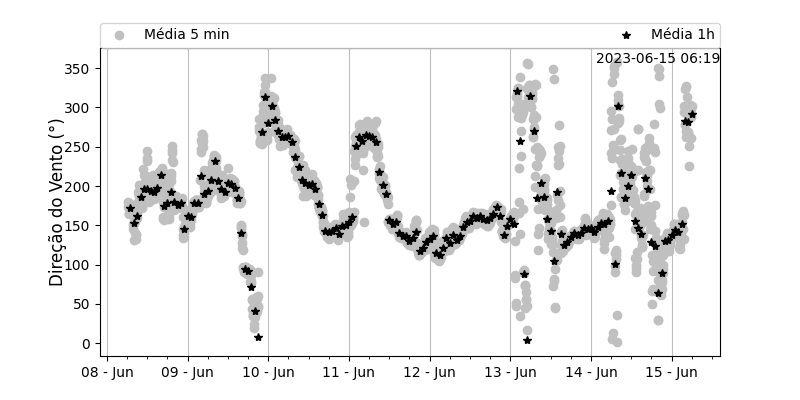 Média 5 min
Média 1h
2023-06-15 06:19
Direção do Vento (°)
350
300
250
200
150
100
50
0
08 - Jun
09 - Jun
10 - Jun
11 - Jun
12 - Jun
13 - Jun
14 - Jun
15 - Jun